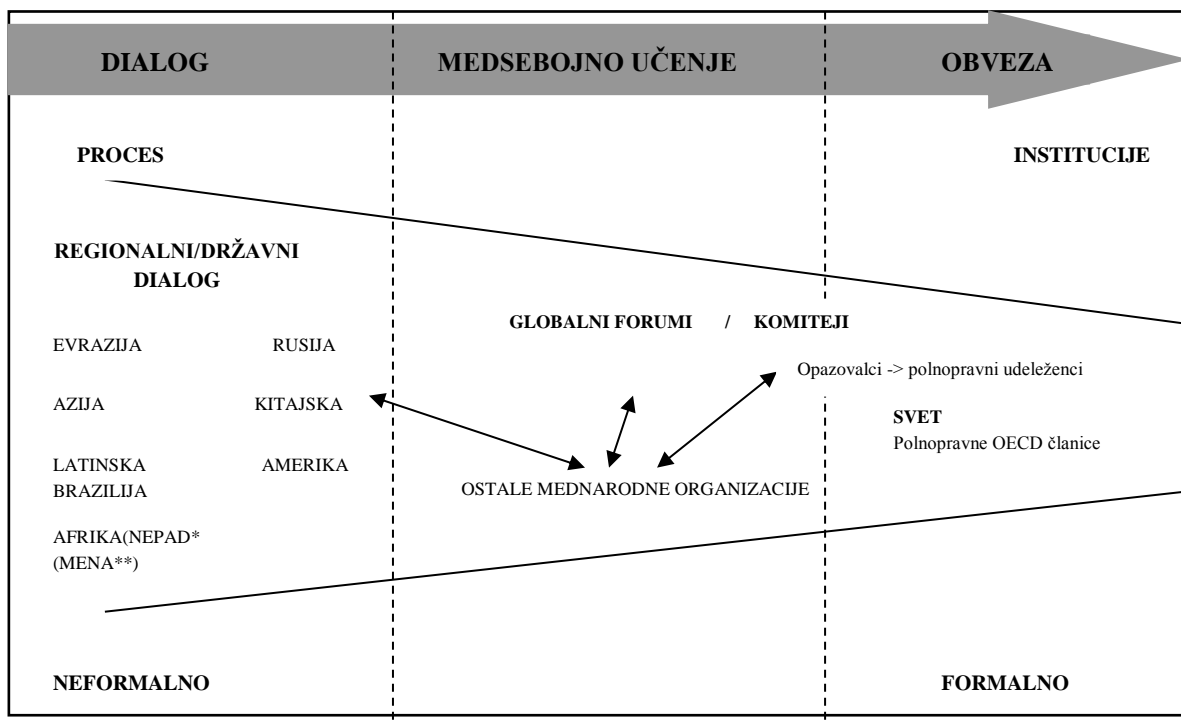 DIALOG
MEDSEBOJNO UČENJE
OBVEZA
PROCES
INSTITUCIJE
REGIONALNI/DRŽAVNI
DIALOG
GLOBALNI FORUMI / KOMITEJI
EVRAZIJA RUSIJA
Opazovalci -> polnopravni udeleženci
AZIJA KITAJSKA
SVET
Polnopravne OECD članice
LATINSKA AMERIKA
BRAZILIJA
OSTALE MEDNARODNE ORGANIZACIJE
AFRIKA(NEPAD*
(MENA**)
NEFORMALNO
FORMALNO